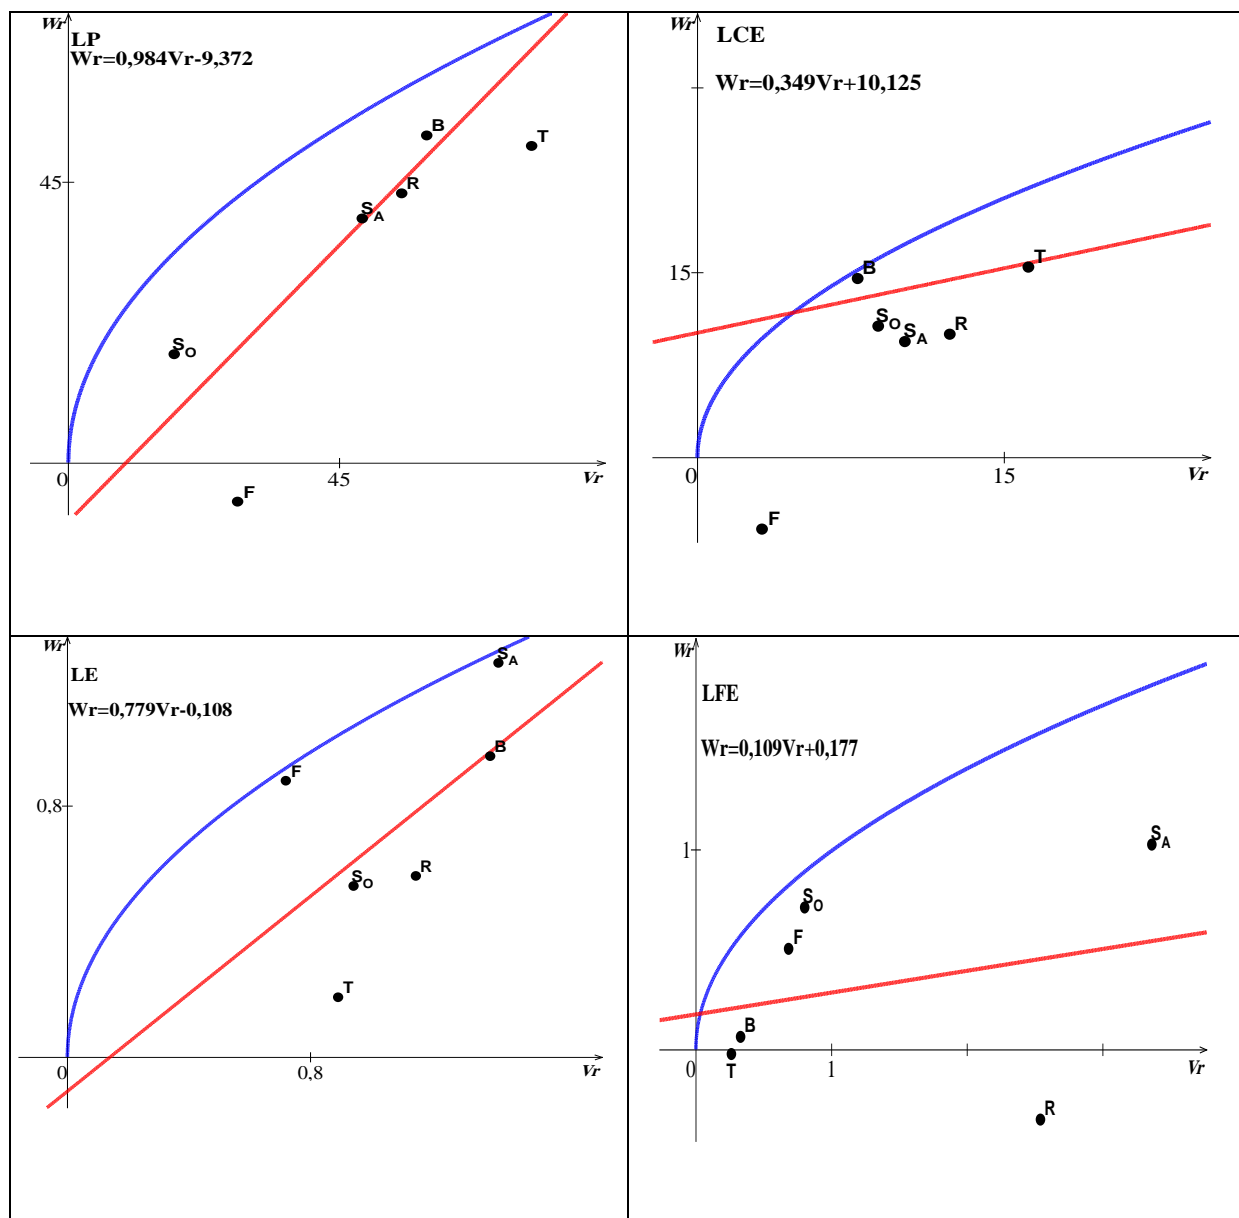 Wr
LP
Wr=0,984Vr-9,372
B
T
45
R
SA
SO
0
45
Vr
F
Wr
LCE
Wr=0,349Vr+10,125
15
B
T
SO
SA
R
0
15
Vr
F
Wr
LE
SA
Wr=0,779Vr-0,108
B
F
0,8
R
SO
T
0
0,8
Vr
Wr
LFE
Wr=0,109Vr+0,177
1
SA
SO
F
B
0
T
1
Vr
R